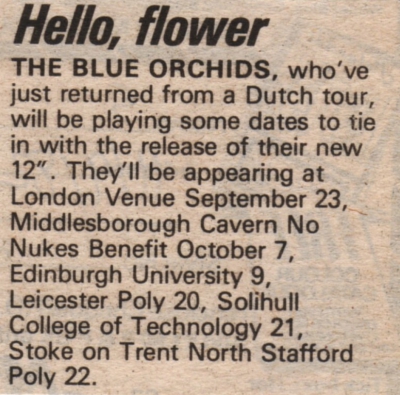 Hello, flower
THE BLUE ORCHIDS, who've
just returned from a Dutch tour,
will be playing some dates to tie
in with the release of their new
12”. They'll be appearing at
London Venue September 23,
Middlesborough Cavern No
Nukes Benefit October 7,
Edinburgh University 9,
Leicester Poly 20, Solihull
College of Technology 21,
Stoke on Trent North Stafford
Poly 22.